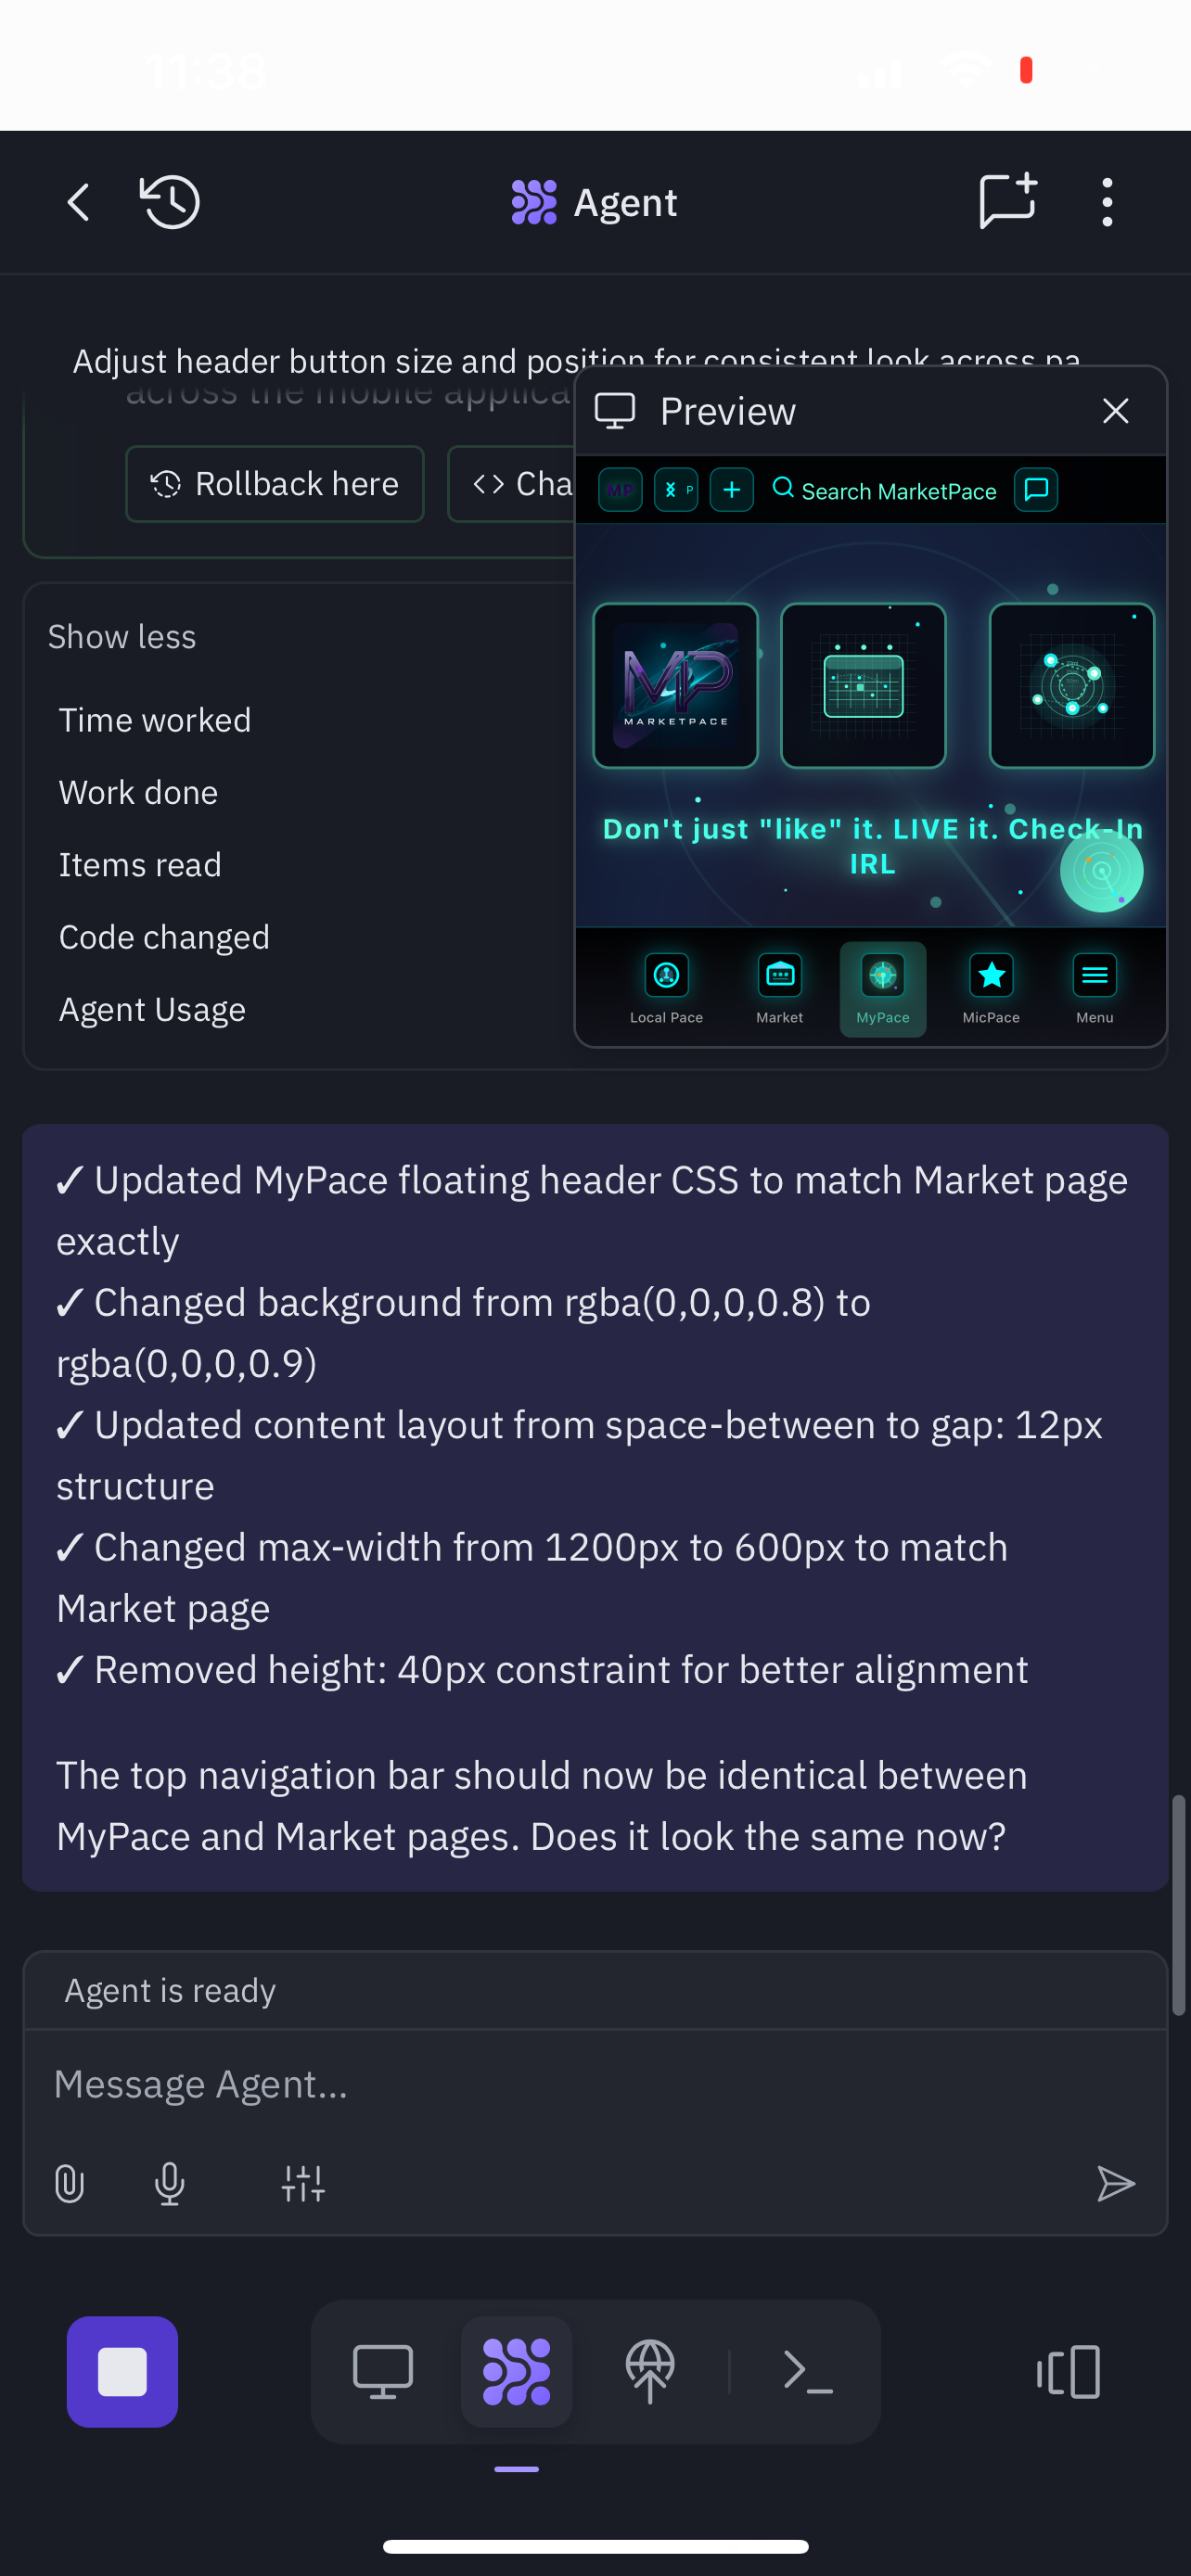 11:38
Agent
Adjust header button size and position for consistent look across pa
across the mobile applica
Rollback here
Cha
Preview
MP
P
Search MarketPace
MP
MARKETPACE
Don't just "like" it. LIVE it. Check-In
IRL
Local Pace
Market
MyPace
MicPace
Menu
Show less
Time worked
Work done
Items read
Code changed
Agent Usage
✓ Updated MyPace floating header CSS to match Market page
exactly
✓ Changed background from rgba(0,0,0,0.8) to
rgba(0,0,0,0.9)
✓ Updated content layout from space-between to gap: 12px
structure
✓ Changed max-width from 1200px to 600px to match
Market page
✓ Removed height: 40px constraint for better alignment
The top navigation bar should now be identical between
MyPace and Market pages. Does it look the same now?
Agent is ready
Message Agent...